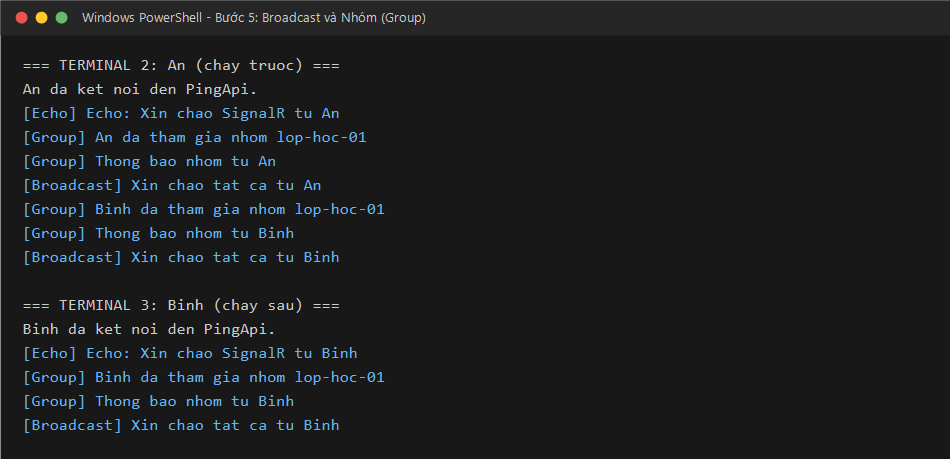 Windows PowerShell - Bước 5: Broadcast và Nhóm (Group)
=== TERMINAL 2: An (chay truoc) ===
An da ket noi den PingApi.
[Echo] Echo: Xin chao SignalR tu An
[Group] An da tham gia nhom lop-hoc-01
[Group] Thong bao nhom tu An
[Broadcast] Xin chao tat ca tu An
[Group] Binh da tham gia nhom lop-hoc-01
[Group] Thong bao nhom tu Binh
[Broadcast] Xin chao tat ca tu Binh
=== TERMINAL 3: Binh (chay sau) ===
Binh da ket noi den PingApi.
[Echo] Echo: Xin chao SignalR tu Binh
[Group] Binh da tham gia nhom lop-hoc-01
[Group] Thong bao nhom tu Binh
[Broadcast] Xin chao tat ca tu Binh